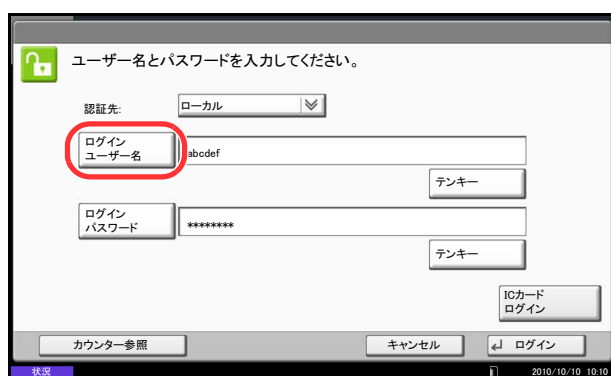 ユーザー名とパスワードを入力してください。
認証先:
ローカル
ログイン
ユーザー名
abcdef
テンキー
ログイン
パスワード
********
テンキー
ICカード
ログイン
カウンター参照
キャンセル
ログイン
状況
2010/10/10 10:10